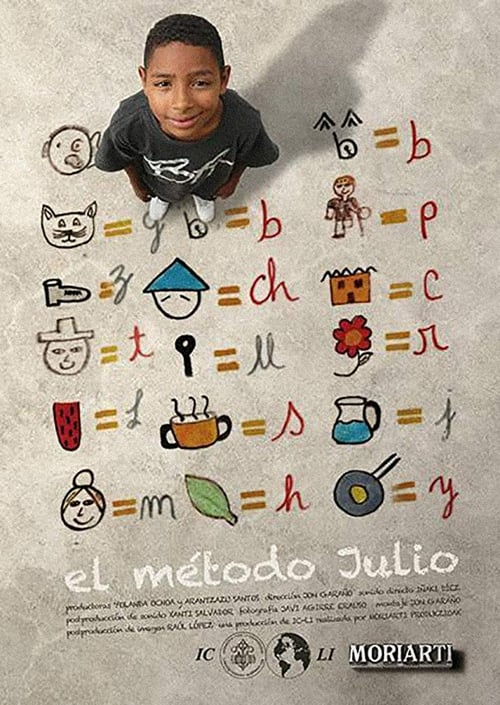 = b
= g = b = p
= z = ch = c
= t = ll = r
= l = s = j
= m = h = y
el método Julio
productoras YOLANDA OCHOA y ARANTZAZU SANTOS dirección JON GARAÑO sonido directo IÑAKI DÍEZ
postproducción de sonido XANTI SALVADOR fotografía JAVI AGIRRE ERAUSO montaje JON GARAÑO
postproducción de imagen RAÚL LÓPEZ una producción de IC-LI realizada por MORIARTI PRODUKZIOAK
IC LI MORIARTI